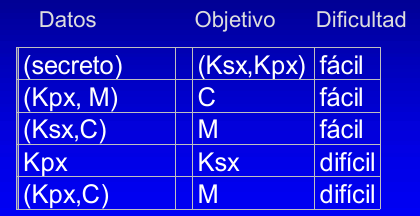 Datos Objetivo Dificultad
(secreto) (Ksx,Kpx) fácil
(Kpx, M) C fácil
(Ksx,C) M fácil
Kpx Ksx difícil
(Kpx,C) M difícil